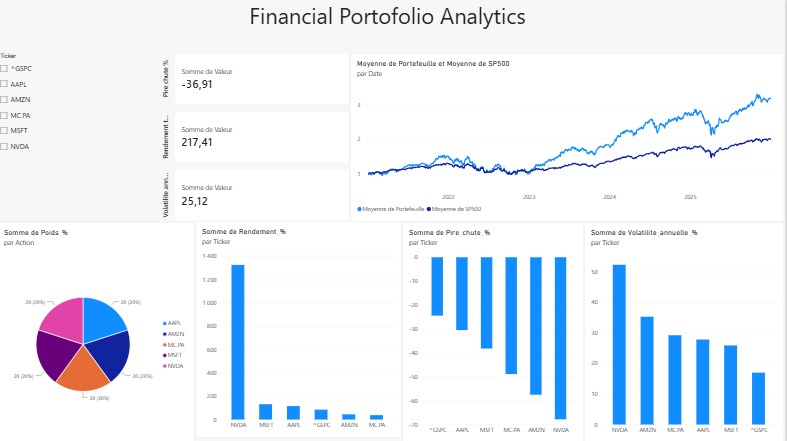 Financial Portofolio Analytics
Ticker
^GSPC
AAPL
AMZN
MC.PA
MSFT
NVDA
Pire chute %
Somme de Valeur
-36,91
Rendement t...
Somme de Valeur
217,41
Volatilite ann...
Somme de Valeur
25,12
Moyenne de Portefeuille et Moyenne de SP500
par Date
3
2
1
2022 2023 2024 2025
Moyenne de Portefeuille Moyenne de SP500
Somme de Poids_%
par Action
20 (20%) 20 (20%)
20 (20%) 20 (20%)
20 (20%)
AAPL
AMZN
MC.PA
MSFT
NVDA
Somme de Rendement_%
par Ticker
1 400
1 200
1 000
800
600
400
200
0
NVDA MSFT AAPL ^GSPC AMZN MC.PA
Somme de Pire_chute_%
par Ticker
0
-10
-20
-30
-40
-50
-60
-70
^GSPC AAPL MSFT MC.PA AMZN NVDA
Somme de Volatilite_annuelle_%
par Ticker
50
40
30
20
10
0
NVDA AMZN MC.PA AAPL MSFT ^GSPC